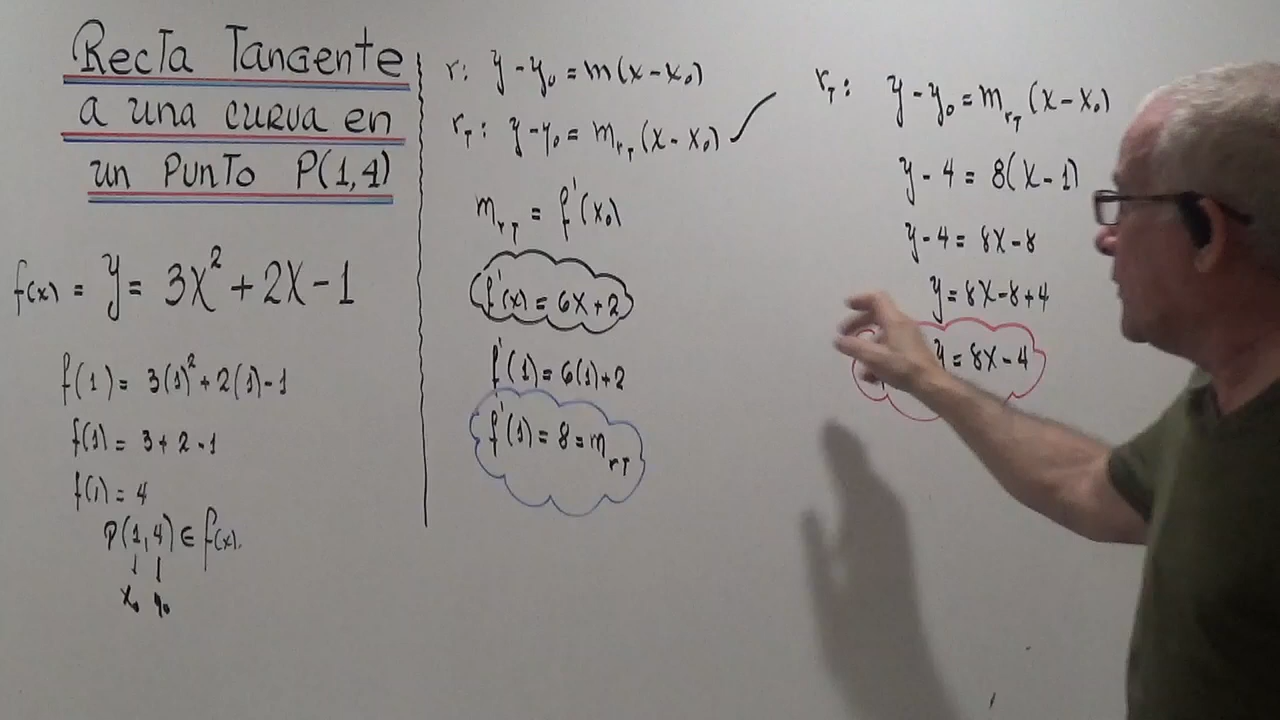 Recta Tangente
a una curva en
un Punto P(1,4)
f(x) = y = 3x² + 2x - 1
f(1) = 3(1)² + 2(1) - 1
f(1) = 3 + 2 - 1
f(1) = 4
P(1,4) ∈ f(x).
x₀ y₀
r: y - y₀ = m(x - x₀)
r_T: y - y₀ = m_{r_T}(x - x₀)
m_{r_T} = f'(x₀)
f'(x) = 6x + 2
f'(1) = 6(1) + 2
f'(1) = 8 = m_{r_T}
r_T: y - y₀ = m_{r_T}(x - x₀)
y - 4 = 8(x - 1)
y - 4 = 8x - 8
y = 8x - 8 + 4
y = 8x - 4